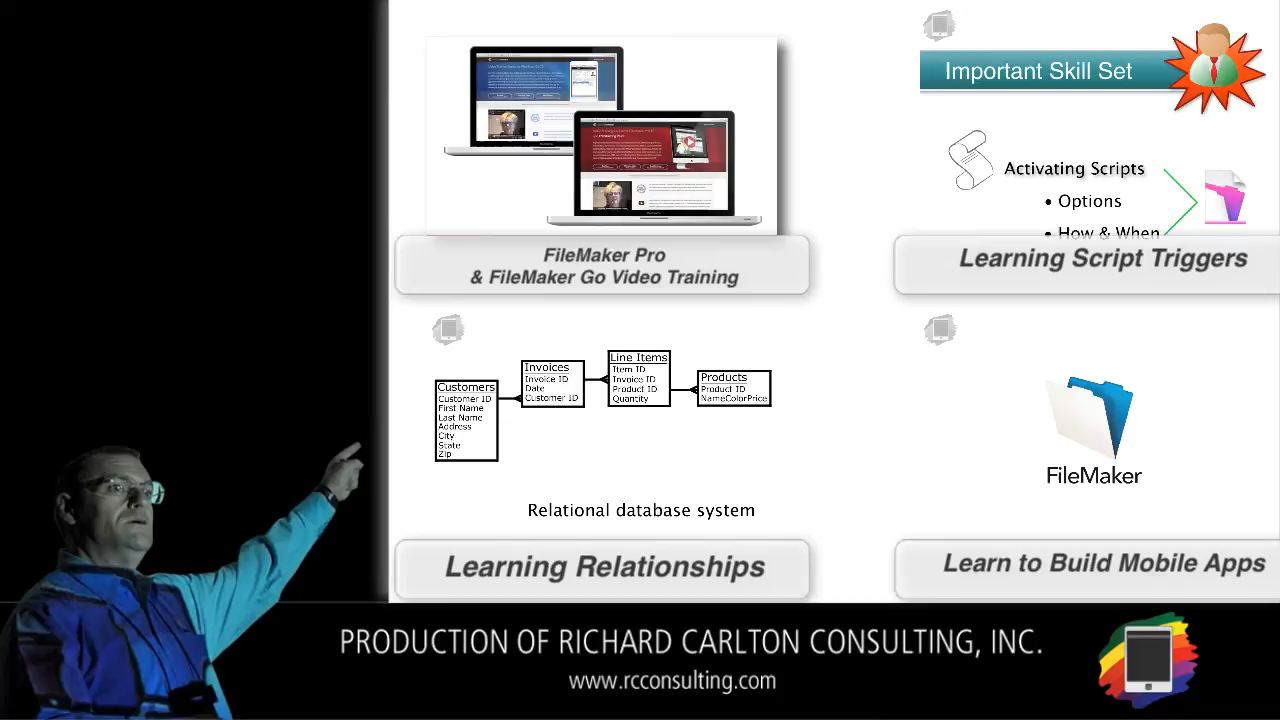 FileMaker Pro
& FileMaker Go Video Training
Important Skill Set
Activating Scripts
• Options
• How & When
Learning Script Triggers
Customers
Customer ID
First Name
Last Name
Address
City
State
Zip
Invoices
Invoice ID
Date
Customer ID
Line Items
Item ID
Invoice ID
Product ID
Quantity
Products
Product ID
NameColorPrice
Relational database system
Learning Relationships
FileMaker
Learn to Build Mobile Apps
PRODUCTION OF RICHARD CARLTON CONSULTING, INC.
www.rcconsulting.com